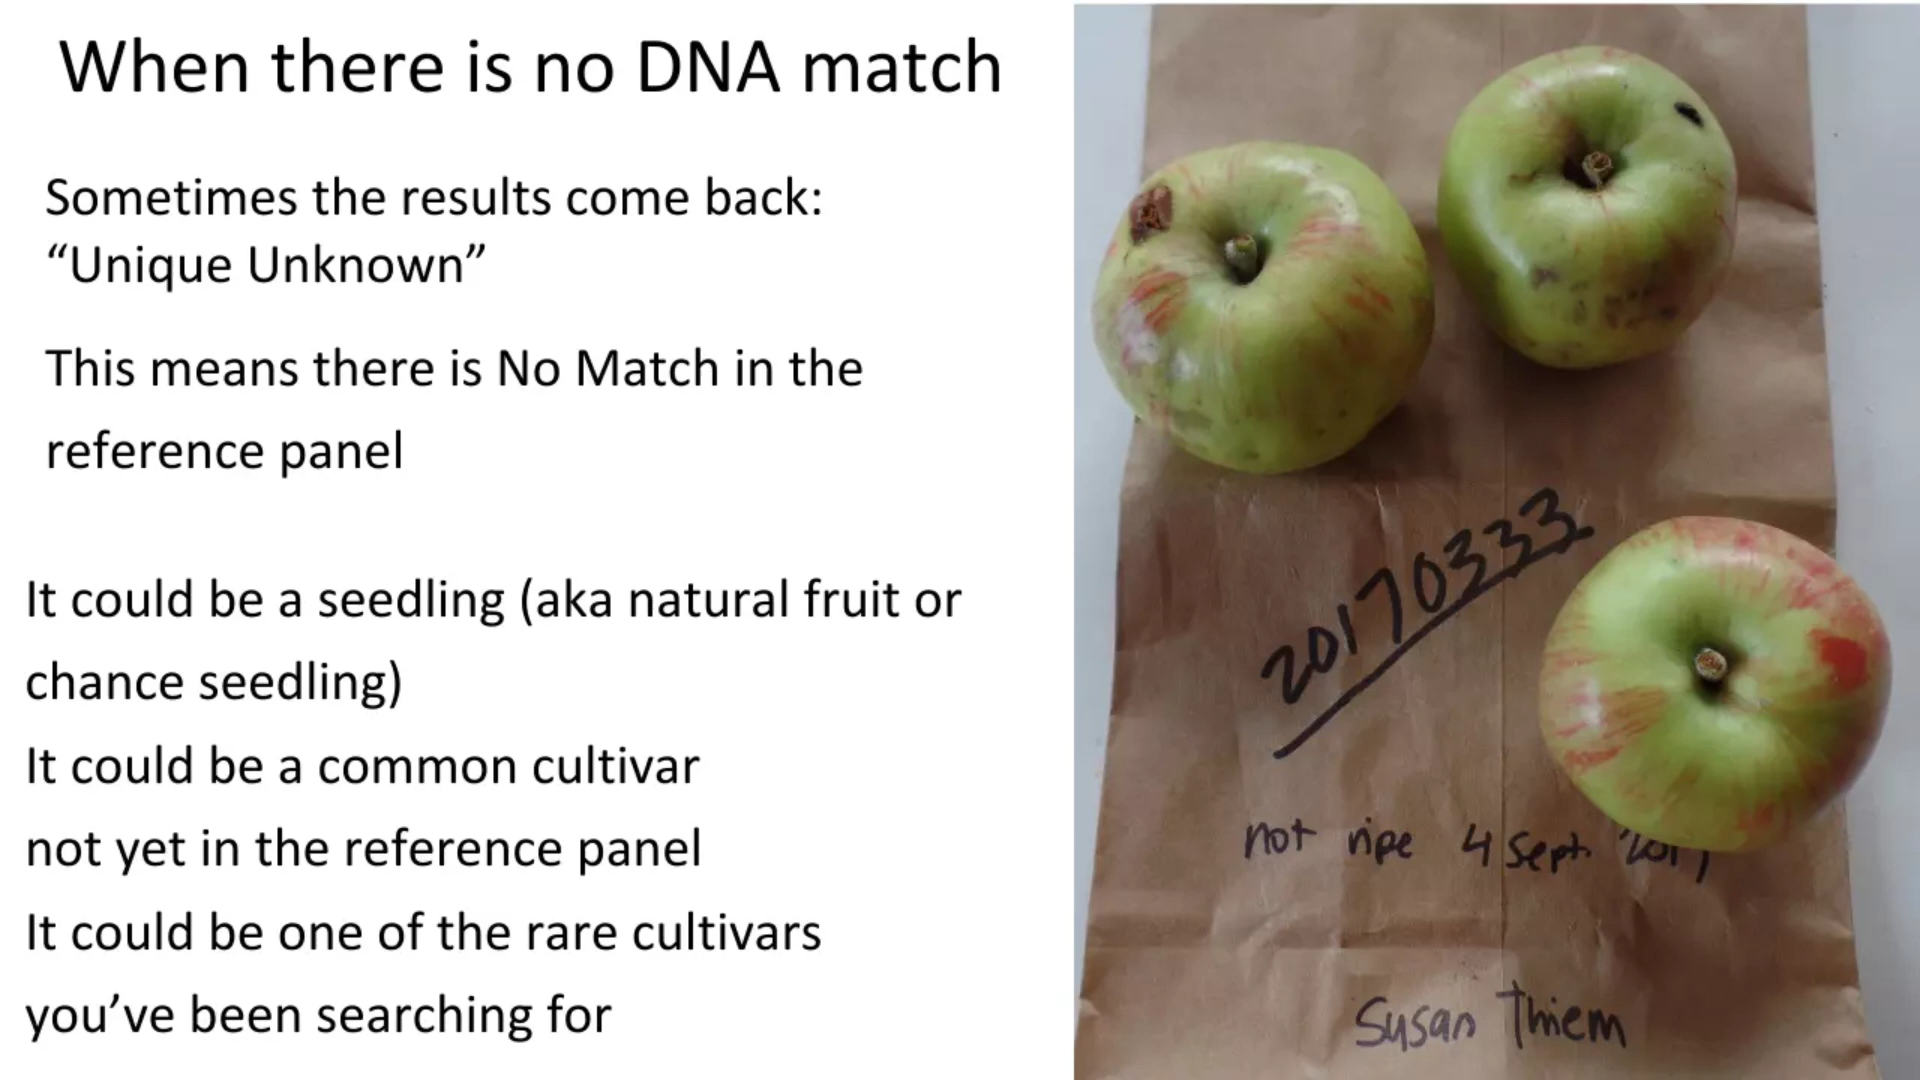 When there is no DNA match
Sometimes the results come back:
“Unique Unknown”
This means there is No Match in the
reference panel
It could be a seedling (aka natural fruit or
chance seedling)
It could be a common cultivar
not yet in the reference panel
It could be one of the rare cultivars
you’ve been searching for
20170333
not ripe 4 Sept. 2017
Susan Thiem